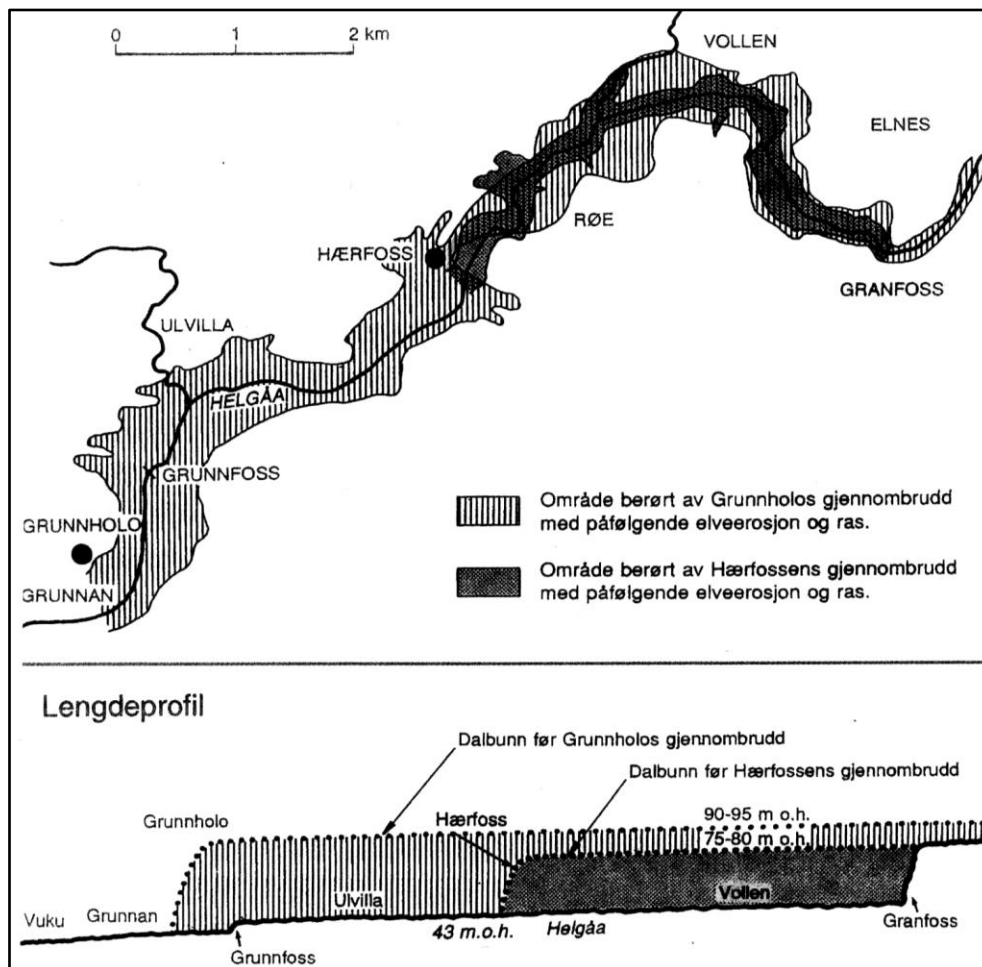 0 1 2 km
VOLLEN
ELNES
RØE
HÆRFOSS
GRANFOSS
ULVILLA
HELGÅA
GRUNNFOSS
GRUNNHOLO
GRUNNAN
Område berørt av Grunnholos gjennombrudd
med påfølgende elveerosjon og ras.
Område berørt av Hærfossens gjennombrudd
med påfølgende elveerosjon og ras.
Lengdeprofil
Dalbunn før Grunnholos gjennombrudd
Dalbunn før Hærfossens gjennombrudd
Grunnholo
Hærfoss
90-95 m o.h.
75-80 m o.h.
Ulvilla
Vollen
Vuku
Grunnan
43 m.o.h.
Helgåa
Granfoss
Grunnfoss